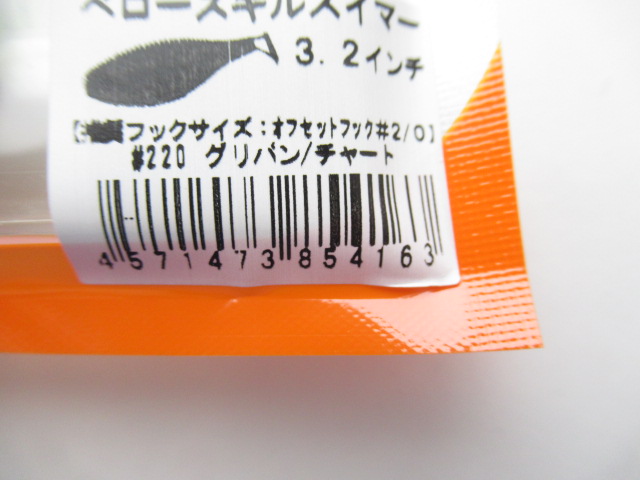 ベローズギルスイマー
3.2インチ
フックサイズ:オフセットフック#2/0】
#220 グリパン/チャート
4571473854163